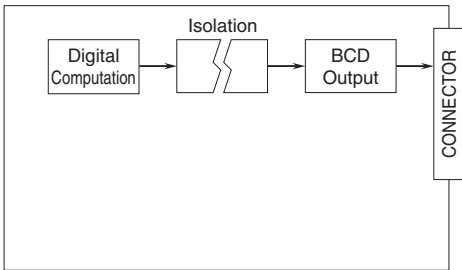 Isolation
Digital
Computation
BCD
Output
CONNECTOR